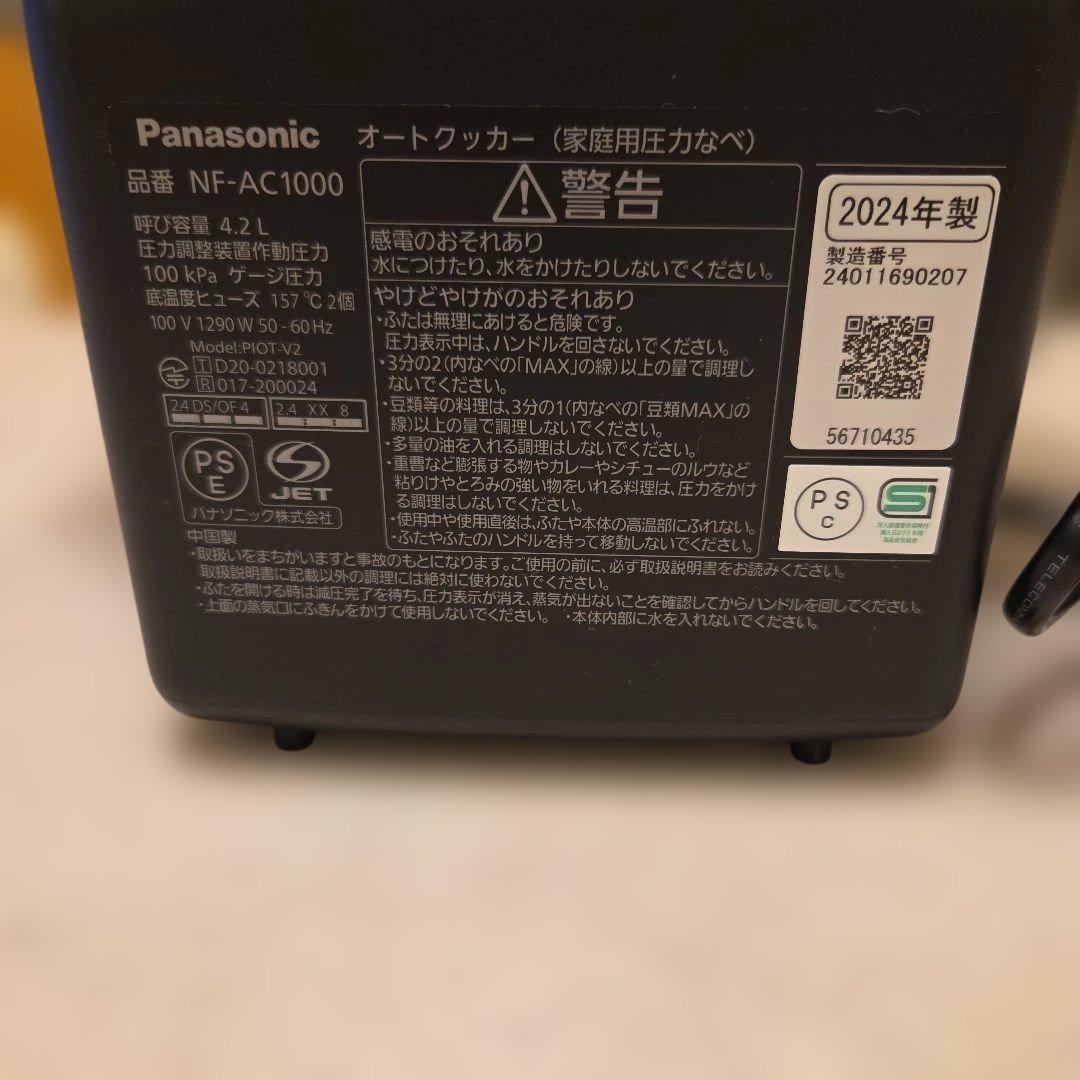 Panasonic オートクッカー（家庭用圧力なべ）
品番 NF-AC1000
呼び容量 4.2 L
圧力調整装置作動圧力
100 kPa ゲージ圧力
底温度ヒューズ 157 ℃ 2個
100 V 1290 W 50 - 60 Hz
Model:PIOT-V2
T D20-0218001
R 017-200024
2.4 DS/OF 4
2.4 XX 8
PS
E
JET
パナソニック株式会社
中国製
警告
感電のおそれあり
水につけたり、水をかけたりしないでください。
やけどやけがのおそれあり
・ふたは無理にあけると危険です。
圧力表示中は、ハンドルを回さないでください。
・3分の2(内なべの「MAX」の線)以上の量で調理し
ないでください。
・豆類等の料理は、3分の1(内なべの「豆類MAX」の
線)以上の量で調理しないでください。
・多量の油を入れる調理はしないでください。
・重曹など膨張する物やカレーやシチューのルウなど
粘りけやとろみの強い物をいれる料理は、圧力をかけ
る調理はしないでください。
・使用中や使用直後は、ふたや本体の高温部にふれない。
・ふたやふたのハンドルを持って移動しないでください。
2024年製
製造番号
24011690207
56710435
PS
C
S
・取扱いをまちがいますと事故のもとになります。ご使用の前に、必ず取扱説明書をお読みください。
取扱説明書に記載以外の調理には絶対に使わないでください。
・ふたを開ける時は減圧完了を待ち、圧力表示が消え、蒸気が出ないことを確認してからハンドルを回してください。
・上面の蒸気口にふきんをかけて使用しないでください。 ・本体内部に水を入れないでください。